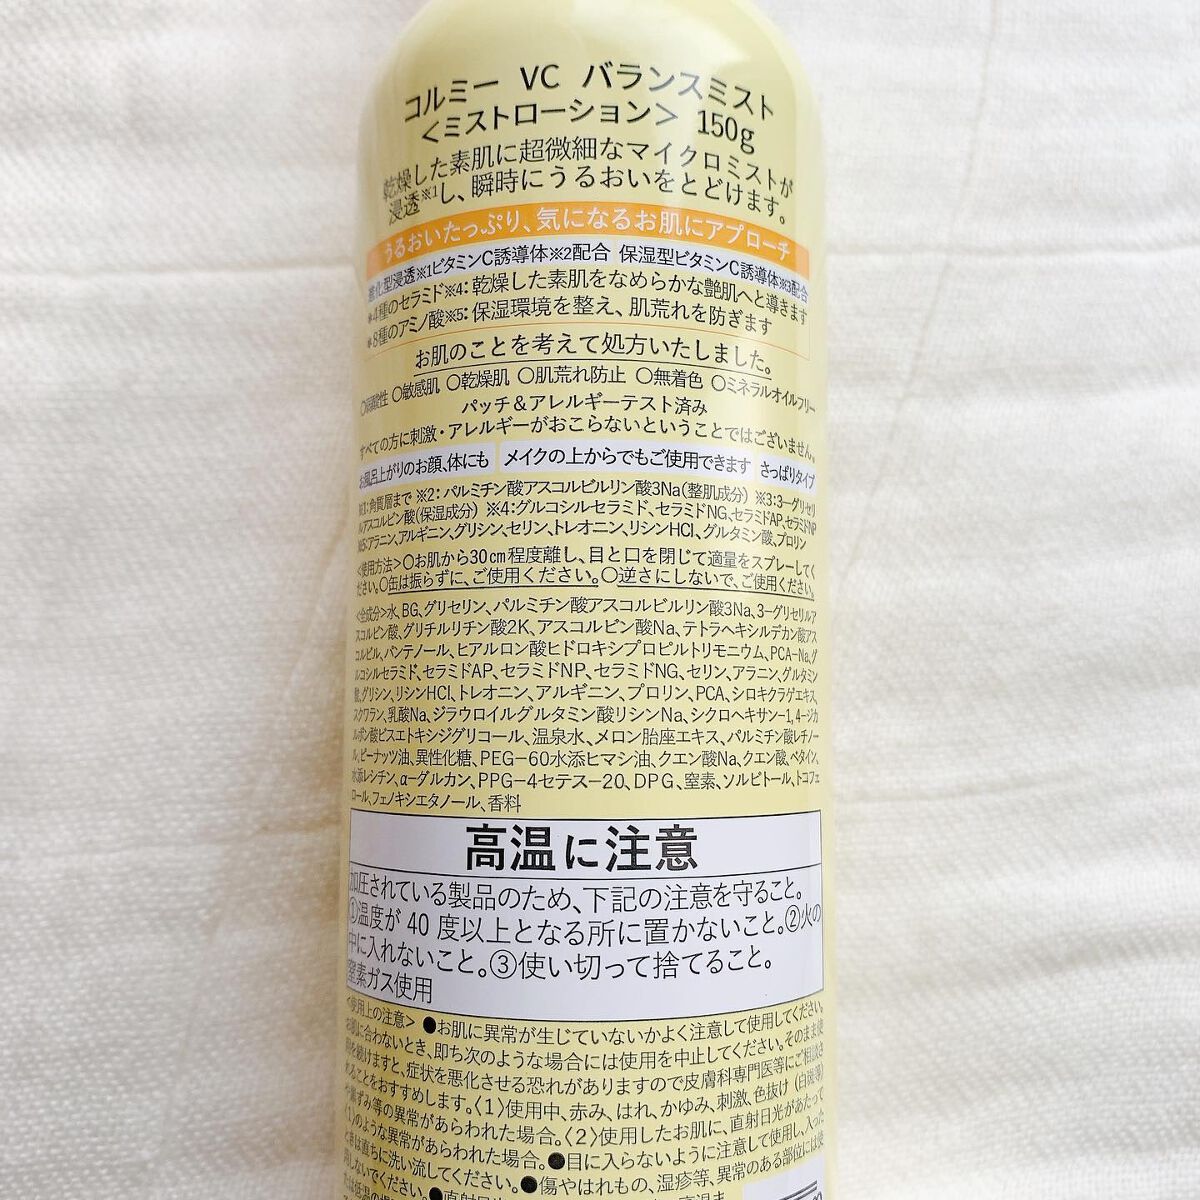 コルミー VC バランスミスト
＜ミストローション＞ 150g
乾燥した素肌に超微細なマイクロミストが
浸透※1し、瞬時にうるおいをとどけます。
うるおいたっぷり、気になるお肌にアプローチ
進化型浸透※1ビタミンC誘導体※2配合 保湿型ビタミンC誘導体※3配合
*4種のセラミド※4：乾燥した素肌をなめらかな艶肌へと導きます
*8種のアミノ酸※5：保湿環境を整え、肌荒れを防ぎます
お肌のことを考えて処方いたしました。
○弱酸性 ○敏感肌 ○乾燥肌 ○肌荒れ防止 ○無着色 ○ミネラルオイルフリー
パッチ＆アレルギーテスト済み
すべての方に刺激・アレルギーがおこらないということではございません。
お風呂上がりのお顔、体にも メイクの上からでもご使用できます さっぱりタイプ
※1：角質層まで ※2：パルミチン酸アスコルビルリン酸3Na（整肌成分） ※3：3-グリセリ
ルアスコルビン酸（保湿成分） ※4：グルコシルセラミド、セラミドNG、セラミドAP、セラミドNP
※5：アラニン、アルギニン、グリシン、セリン、トレオニン、リシンHCl、グルタミン酸、プロリン
＜使用方法＞○お肌から30cm程度離し、目と口を閉じて適量をスプレーしてく
ださい。○缶は振らずに、ご使用ください。○逆さにしないで、ご使用ください。
＜全成分＞水、BG、グリセリン、パルミチン酸アスコルビルリン酸3Na、3-グリセリルア
スコルビン酸、グリチルリチン酸2K、アスコルビン酸Na、テトラヘキシルデカン酸アス
コルビル、パンテノール、ヒアルロン酸ヒドロキシプロピルトリモニウム、PCA-Na、グ
ルコシルセラミド、セラミドAP、セラミドNP、セラミドNG、セリン、アラニン、グルタミン
酸、グリシン、リシンHCl、トレオニン、アルギニン、プロリン、PCA、シロキクラゲエキス、
スクワラン、乳酸Na、ジラウロイルグルタミン酸リシンNa、シクロヘキサン-1,4-ジカ
ルボン酸ビスエトキシジグリコール、温泉水、メロン胎座エキス、パルミチン酸レチノー
ル、ピーナッツ油、異性化糖、PEG-60水添ヒマシ油、クエン酸Na、クエン酸、ベタイン、
水添レシチン、α-グルカン、PPG-4セテス-20、DPG、窒素、ソルビトール、トコフェ
ロール、フェノキシエタノール、香料
高温に注意
加圧されている製品のため、下記の注意を守ること。
①温度が 40 度以上となる所に置かないこと。②火の
中に入れないこと。③使い切って捨てること。
窒素ガス使用
＜使用上の注意＞ ●お肌に異常が生じていないかよく注意して使用してください。
お肌に合わないとき、即ち次のような場合には使用を中止してください。そのまま使
用を続けますと、症状を悪化させる恐れがありますので皮膚科専門医等にご相談さ
れることをおすすめします。〈1〉使用中、赤み、はれ、かゆみ、刺激、色抜け（白斑等）
や黒ずみ等の異常があらわれた場合。〈2〉使用したお肌に、直射日光があたって
〈1〉のような異常があらわれた場合。●目に入らないように注意して使用し、入った
直ちに洗い流してください。●傷やはれもの、湿疹等、異常のある部位には使
用しないでください。